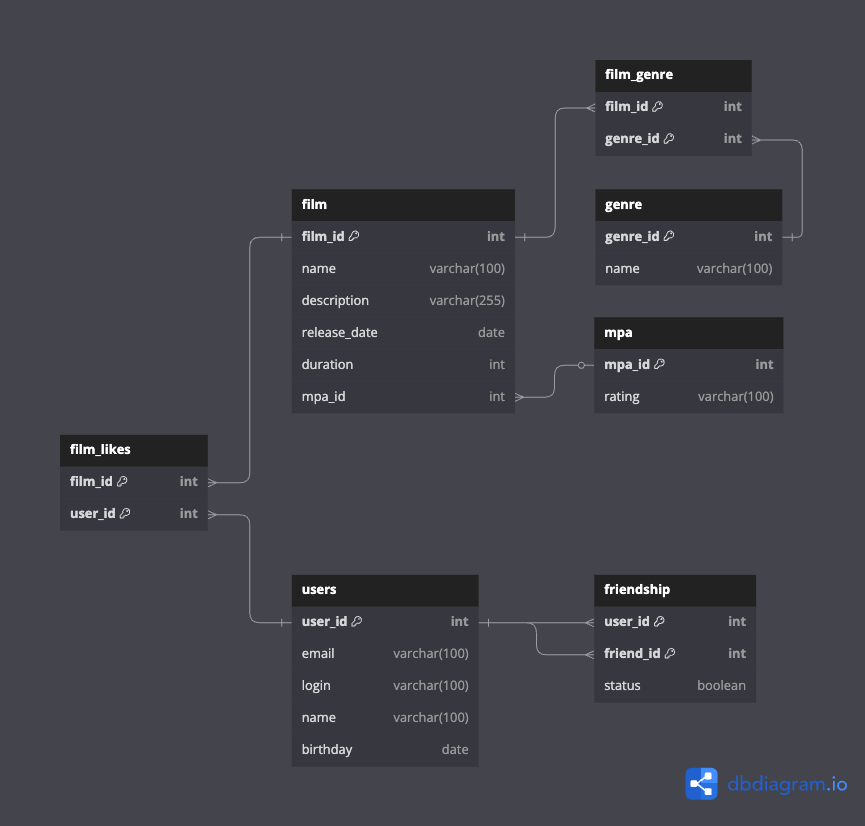 film_genre
film_id int
genre_id int
film
film_id int
name varchar(100)
description varchar(255)
release_date date
duration int
mpa_id int
genre
genre_id int
name varchar(100)
mpa
mpa_id int
rating varchar(100)
film_likes
film_id int
user_id int
users
user_id int
email varchar(100)
login varchar(100)
name varchar(100)
birthday date
friendship
user_id int
friend_id int
status boolean
dbdiagram.io